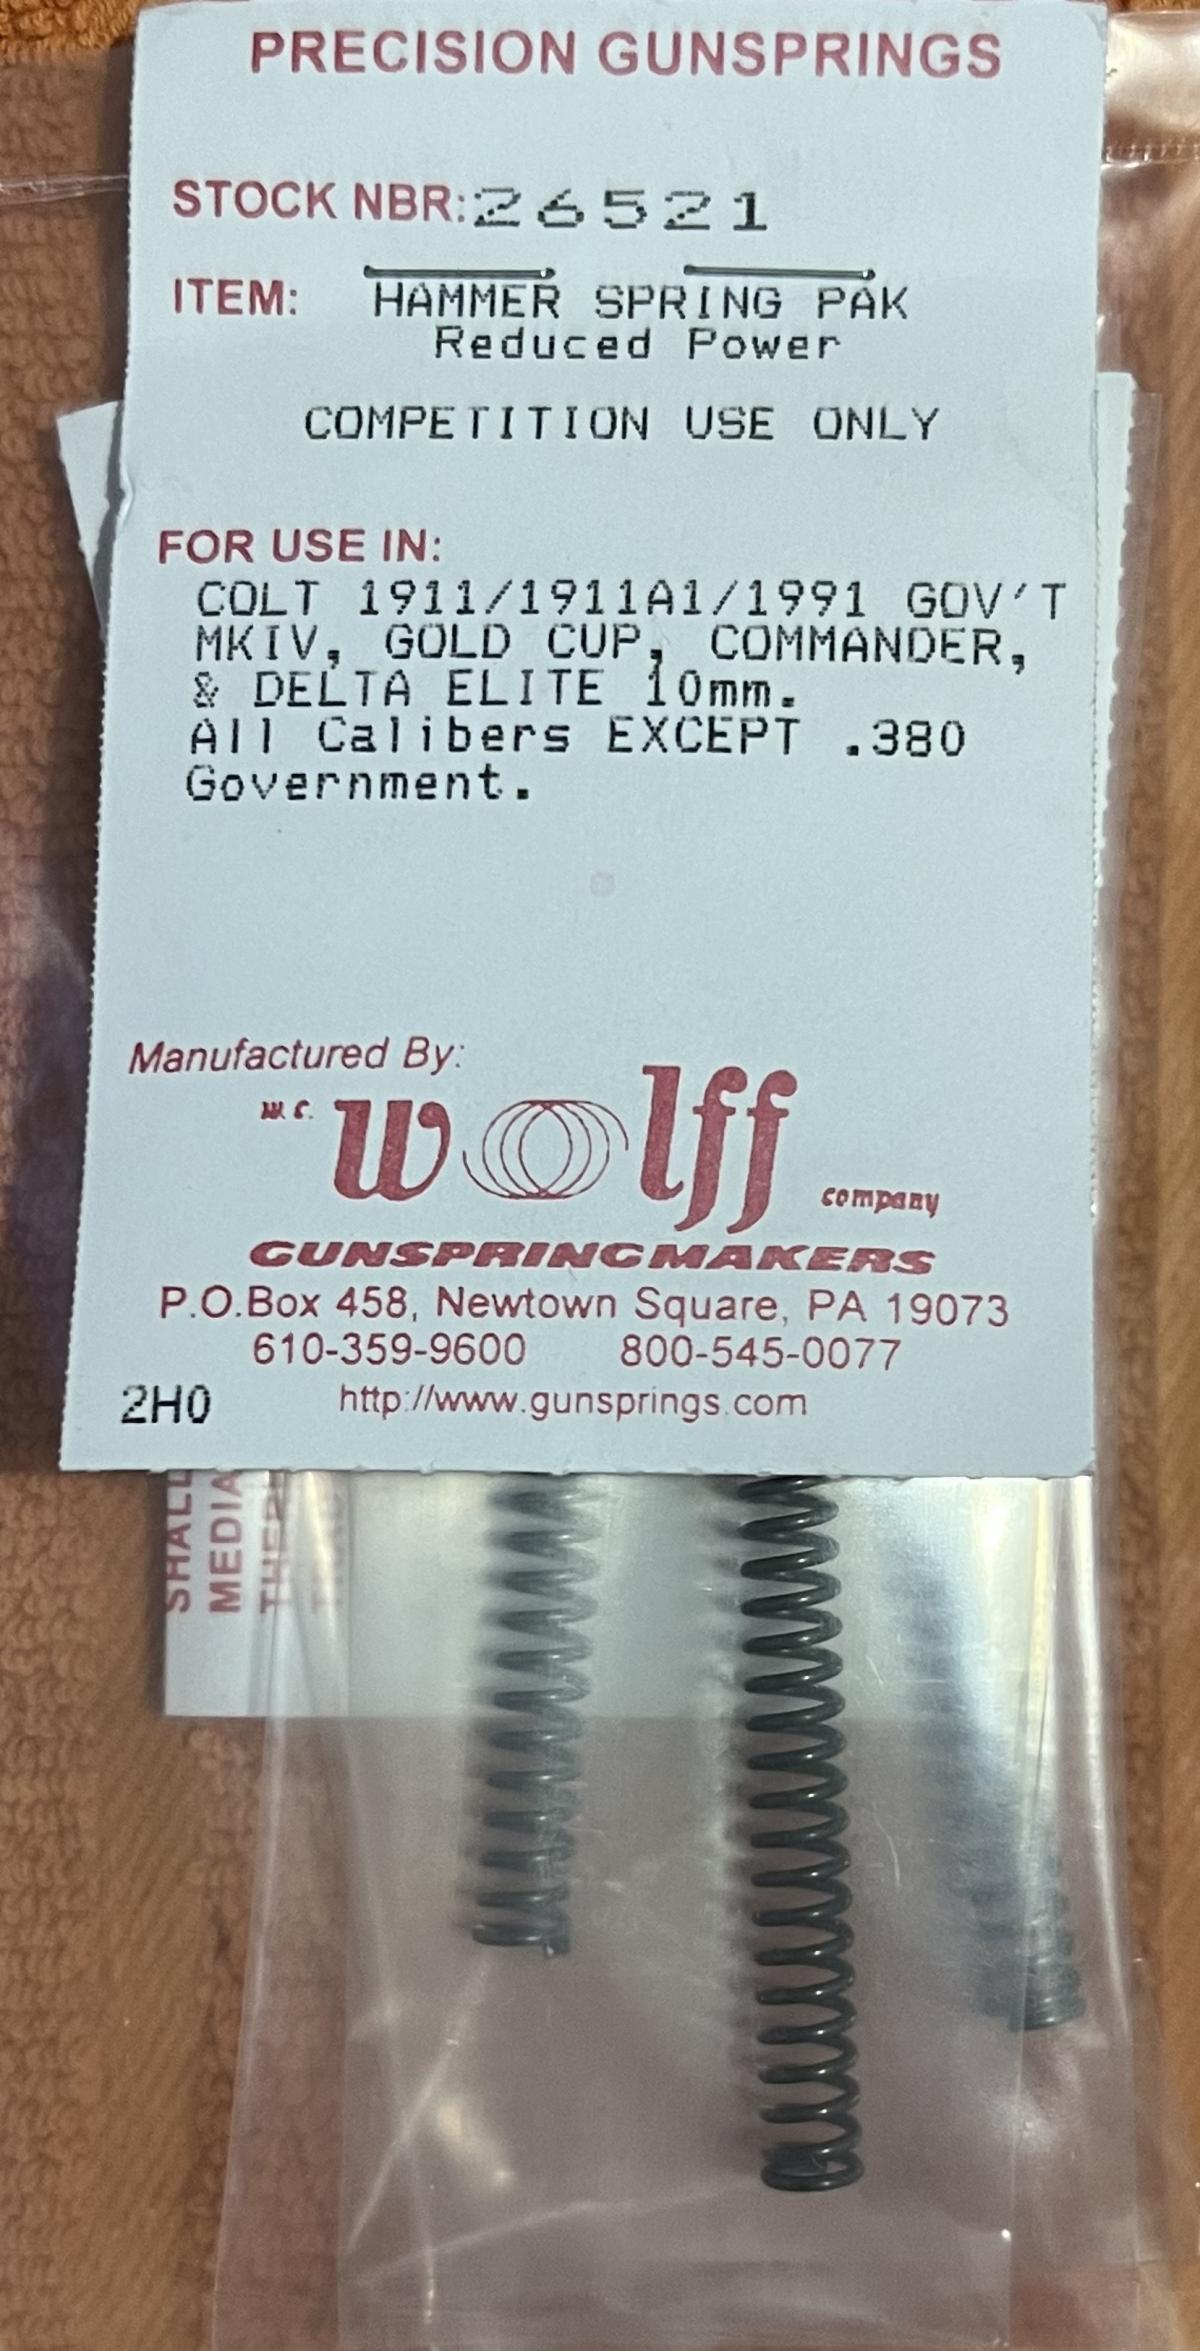 PRECISION GUNSPRINGS
STOCK NBR: 26521
ITEM: HAMMER SPRING PAK
Reduced Power
COMPETITION USE ONLY
FOR USE IN:
COLT 1911/1911A1/1991 GOV'T
MKIV, GOLD CUP, COMMANDER,
& DELTA ELITE 10mm.
All Calibers EXCEPT .380
Government.
Manufactured By:
W.C. Wolff company
GUNSPRINGMAKERS
P.O.Box 458, Newtown Square, PA 19073
610-359-9600 800-545-0077
2H0 http://www.gunsprings.com
SHALL
MEDIA